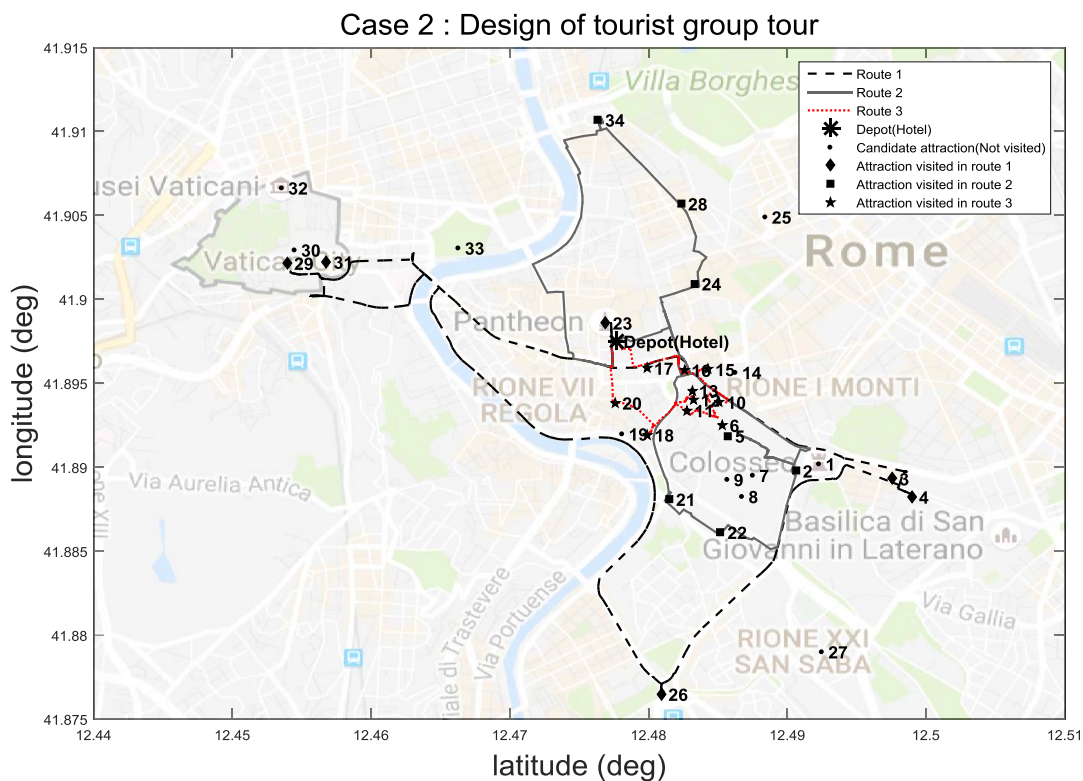 Case 2 : Design of tourist group tour
41.915
41.91
41.905
41.9
41.895
41.89
41.885
41.88
41.875
12.44
12.45
12.46
12.47
12.48
12.49
12.5
12.51
longitude (deg)
latitude (deg)
Route 1
Route 2
Route 3
Depot(Hotel)
Candidate attraction(Not visited)
Attraction visited in route 1
Attraction visited in route 2
Attraction visited in route 3
Villa Borghes
34
usei Vaticani
32
28
25
Rome
30
33
Vatica
29
31
24
Pantheon
23
Depot(Hotel)
17
16
15
14
RIONE VII
REGOLA
RIONE I MONTI
13
20
11
10
6
19
18
5
Colosseo
1
2
7
3
9
8
4
Via Aurelia Antica
21
22
Basilica di San
Giovanni in Laterano
Viale di Trastevere
Via Portuense
Via Gallia
RIONE XXI
SAN SABA
27
26